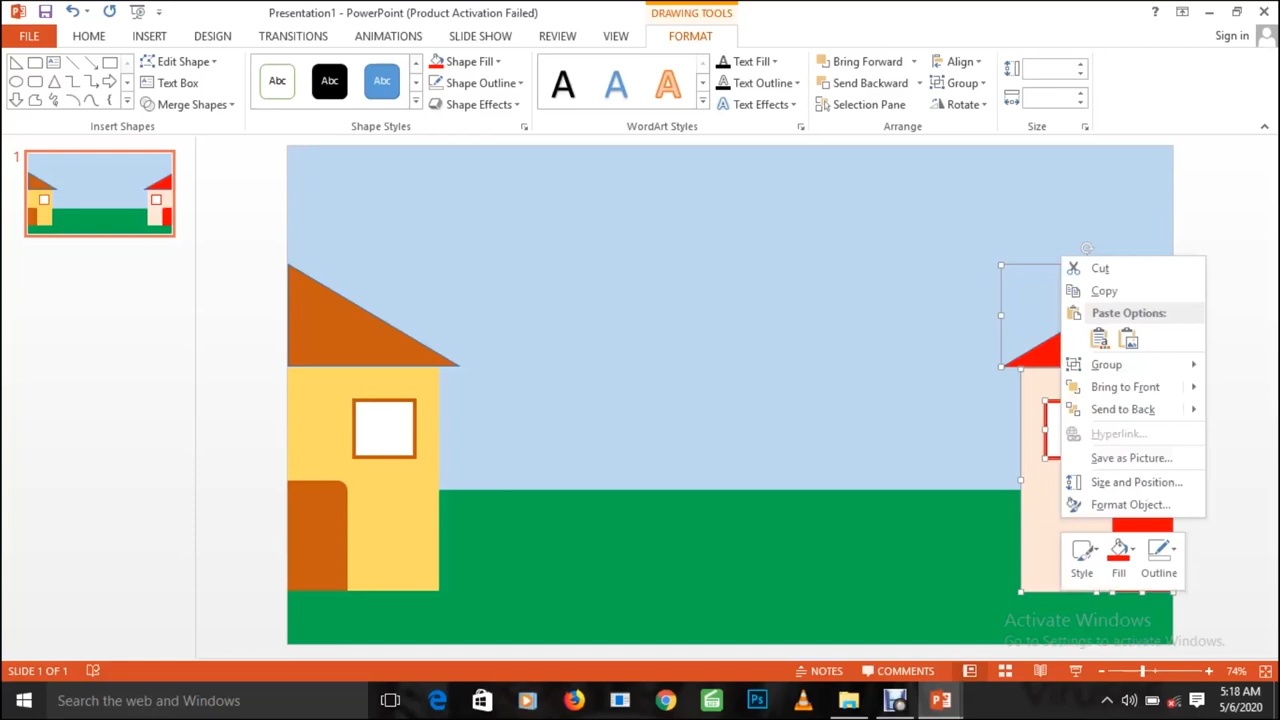 Presentation1 - PowerPoint (Product Activation Failed)
DRAWING TOOLS
?
FILE HOME INSERT DESIGN TRANSITIONS ANIMATIONS SLIDE SHOW REVIEW VIEW FORMAT Sign in
Edit Shape
Text Box
Merge Shapes
Insert Shapes
Abc Abc Abc
Shape Fill
Shape Outline
Shape Effects
Shape Styles
A A A
Text Fill
Text Outline
Text Effects
WordArt Styles
Bring Forward
Send Backward
Selection Pane
Align
Group
Rotate
Arrange
Size
1
Cut
Copy
Paste Options:
Group
Bring to Front
Send to Back
Hyperlink...
Save as Picture...
Size and Position...
Format Object...
Style Fill Outline
Activate Windows
Go to Settings to activate Windows.
SLIDE 1 OF 1 NOTES COMMENTS 74%
Search the web and Windows
5:18 AM
5/6/2020